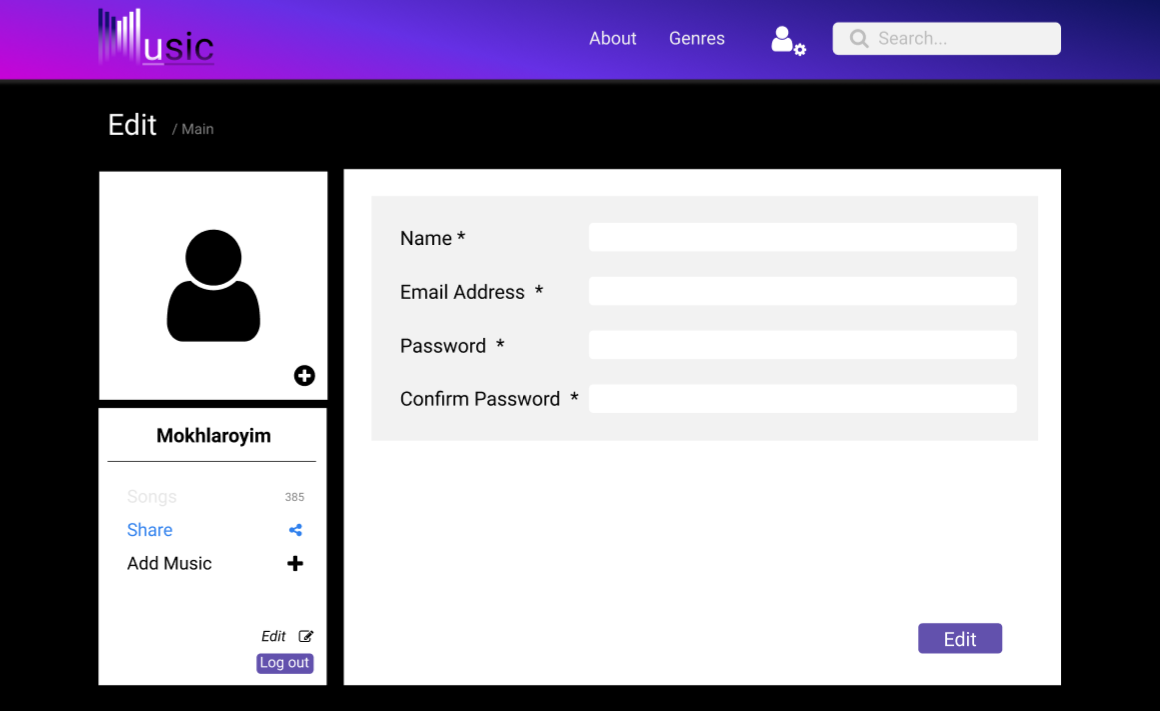 Music
About Genres Search...
Edit / Main
Name *
Email Address *
Password *
Confirm Password *
Mokhlaroyim
Songs 385
Share
Add Music
Edit
Log out
Edit